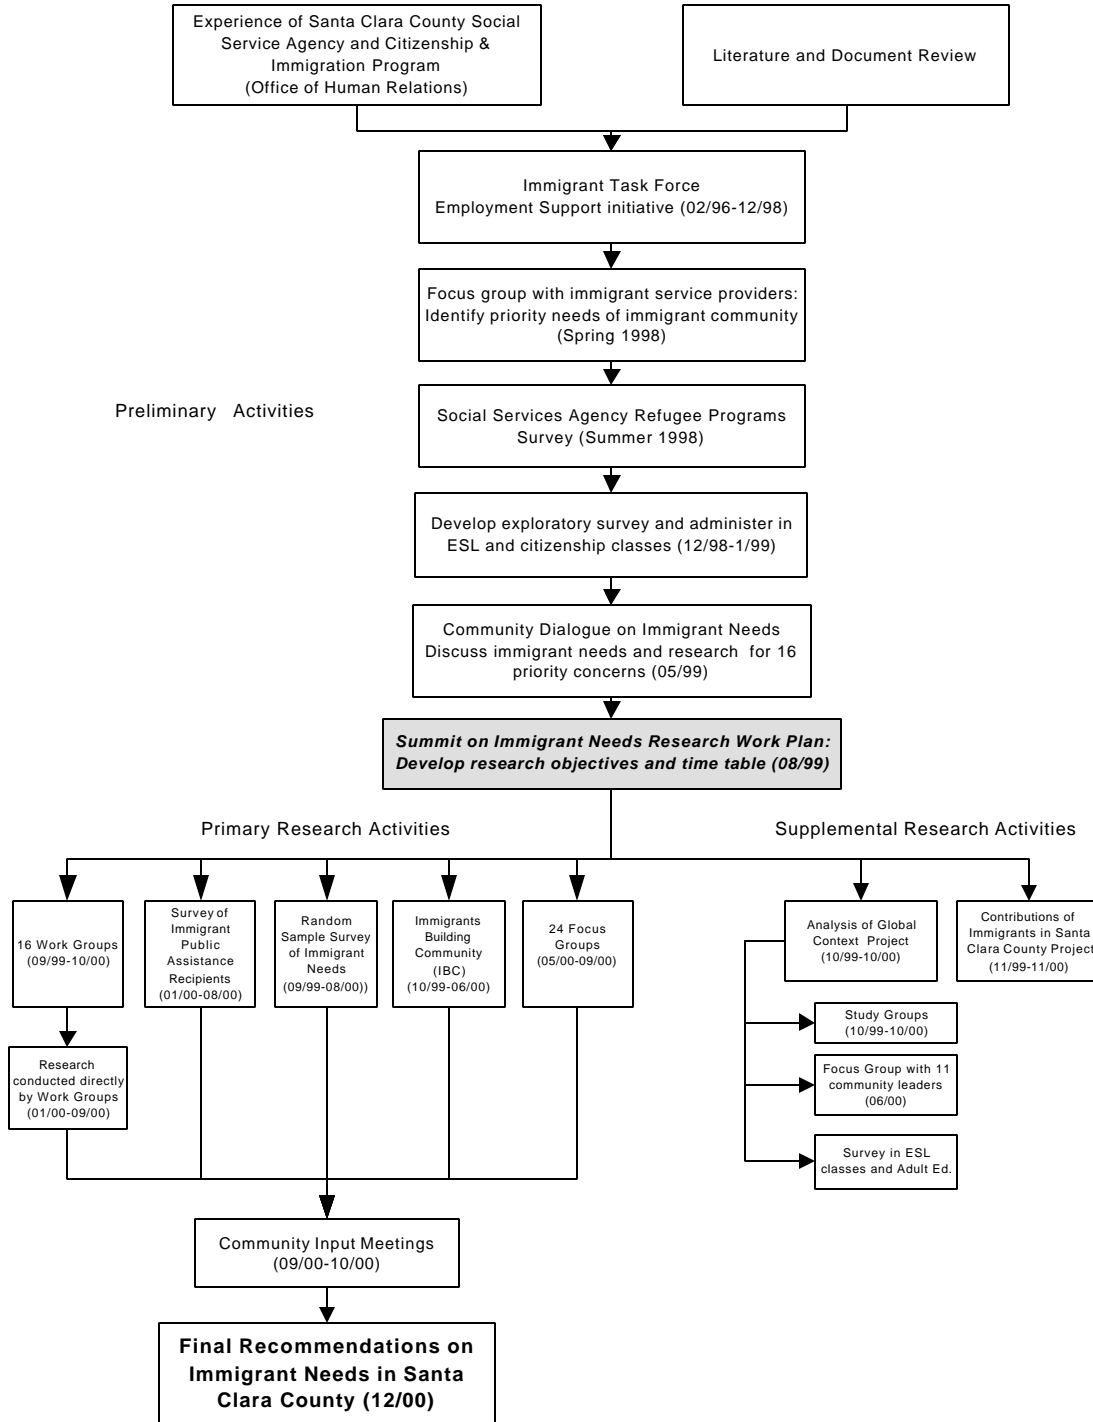 Experience of Santa Clara County Social
Service Agency and Citizenship &
Immigration Program
(Office of Human Relations)
Literature and Document Review
Immigrant Task Force
Employment Support initiative (02/96-12/98)
Focus group with immigrant service providers:
Identify priority needs of immigrant community
(Spring 1998)
Preliminary Activities
Social Services Agency Refugee Programs
Survey (Summer 1998)
Develop exploratory survey and administer in
ESL and citizenship classes (12/98-1/99)
Community Dialogue on Immigrant Needs
Discuss immigrant needs and research for 16
priority concerns (05/99)
Summit on Immigrant Needs Research Work Plan:
Develop research objectives and time table (08/99)
Primary Research Activities
Supplemental Research Activities
16 Work Groups
(09/99-10/00)
Survey of
Immigrant
Public
Assistance
Recipients
(01/00-08/00)
Random
Sample Survey
of Immigrant
Needs
(09/99-08/00))
Immigrants
Building
Community
(IBC)
(10/99-06/00)
24 Focus
Groups
(05/00-09/00)
Analysis of Global
Context Project
(10/99-10/00)
Contributions of
Immigrants in Santa
Clara County Project
(11/99-11/00)
Research
conducted directly
by Work Groups
(01/00-09/00)
Study Groups
(10/99-10/00)
Focus Group with 11
community leaders
(06/00)
Survey in ESL
classes and Adult Ed.
Community Input Meetings
(09/00-10/00)
Final Recommendations on
Immigrant Needs in Santa
Clara County (12/00)